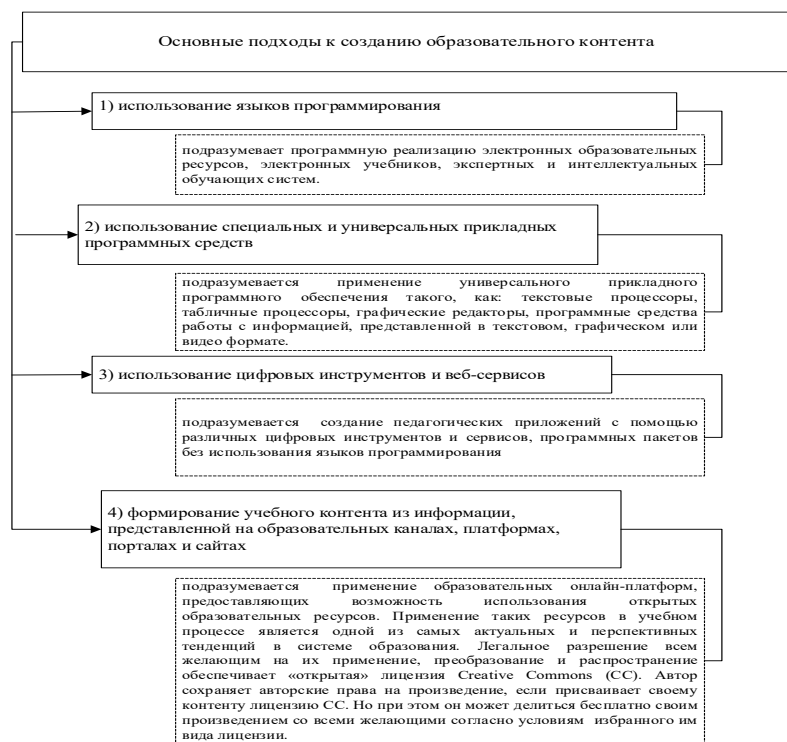 Основные подходы к созданию образовательного контента
1) использование языков программирования
подразумевает программную реализацию электронных образовательных
ресурсов, электронных учебников, экспертных и интеллектуальных
обучающих систем.
2) использование специальных и универсальных прикладных
программных средств
подразумевается применение универсального прикладного
программного обеспечения такого, как: текстовые процессоры,
табличные процессоры, графические редакторы, программные средства
работы с информацией, представленной в текстовом, графическом или
видео формате.
3) использование цифровых инструментов и веб-сервисов
подразумевается создание педагогических приложений с помощью
различных цифровых инструментов и сервисов, программных пакетов
без использования языков программирования
4) формирование учебного контента из информации,
представленной на образовательных каналах, платформах,
порталах и сайтах
подразумевается применение образовательных онлайн-платформ,
предоставляющих возможность использования открытых
образовательных ресурсов. Применение таких ресурсов в учебном
процессе является одной из самых актуальных и перспективных
тенденций в системе образования. Легальное разрешение всем
желающим на их применение, преобразование и распространение
обеспечивает «открытая» лицензия Creative Commons (CC). Автор
сохраняет авторские права на произведение, если присваивает своему
контенту лицензию СС. Но при этом он может делиться бесплатно своим
произведением со всеми желающими согласно условиям избранного им
вида лицензии.